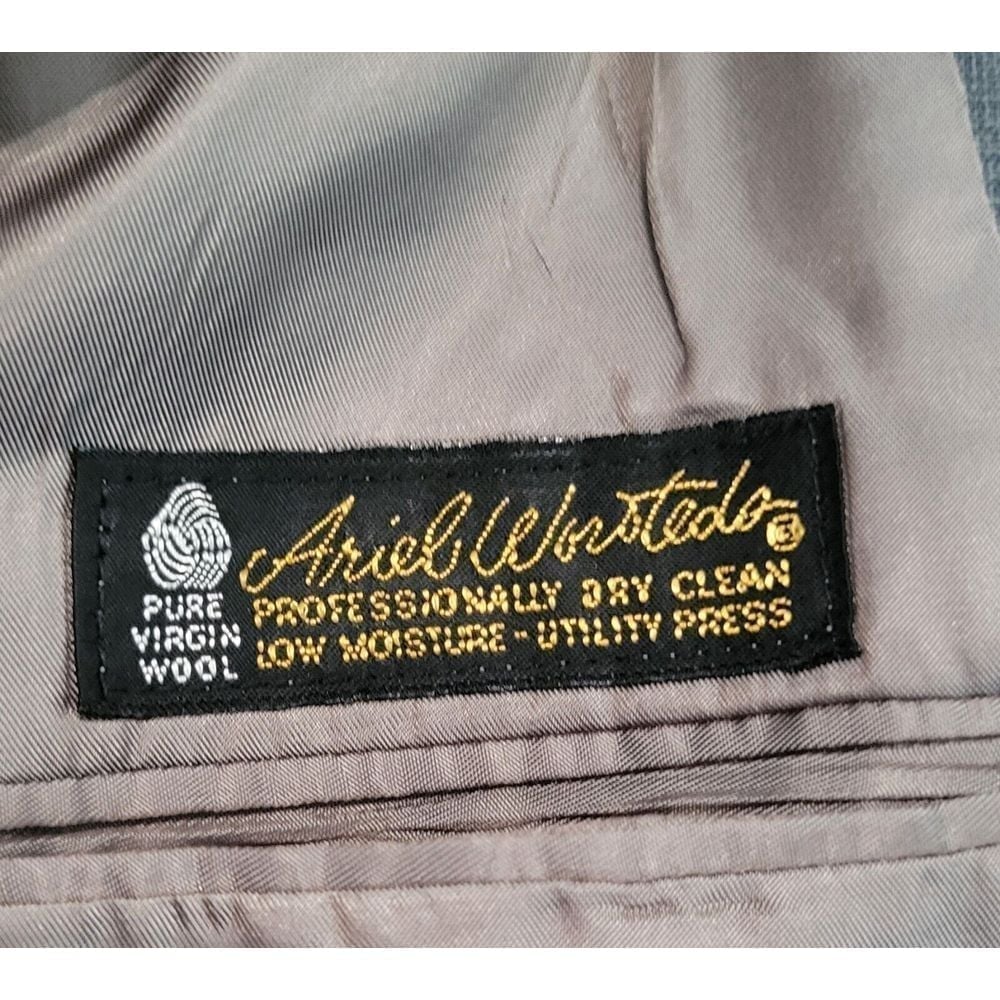 Ariel Worsteds
PROFESSIONALLY DRY CLEAN
LOW MOISTURE - UTILITY PRESS
PURE
VIRGIN
WOOL